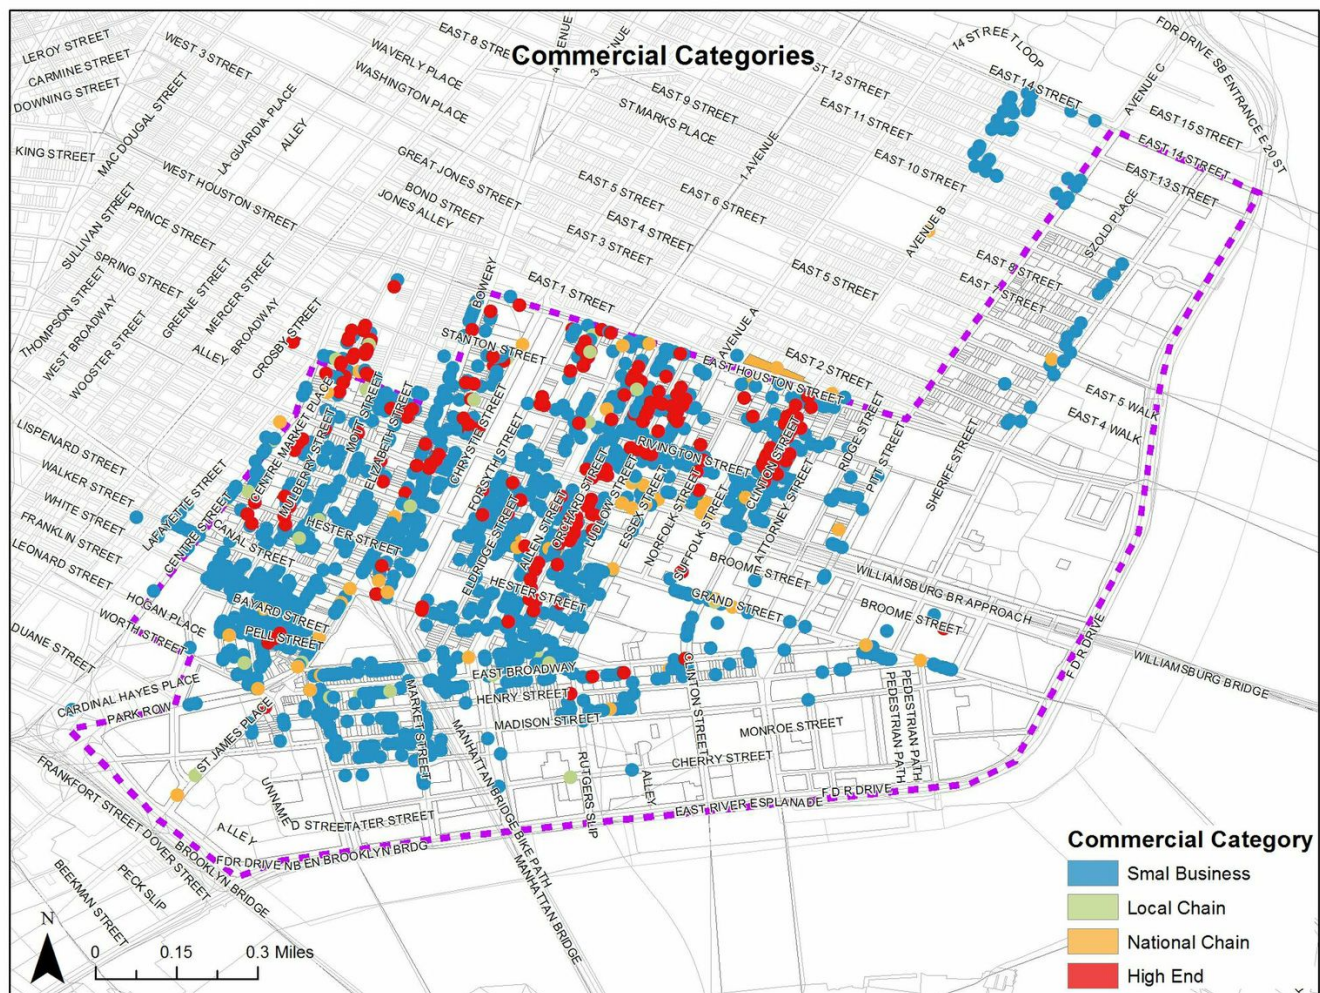 Commercial Categories
LEROY STREET
CARMINE STREET
DOWNING STREET
KING STREET
WEST 3 STREET
MAC DOUGAL STREET
LA-GUARDIA PLACE
ALLEY
WAVERLY PLACE
WASHINGTON PLACE
EAST 8 STRE
ST 12 STREET
14 STREET LOOP
EAST 14 STREET
AVENUE C
FDR DRIVE SB ENTRANCE E 20 ST
EAST 15 STREET
EAST 14 STREET
EAST 13 STREET
EAST 9 STREET
ST MARKS PLACE
EAST 11 STREET
EAST 10 STREET
1 AVENUE
AVENUE B
SZOLD PLACE
GREAT JONES STREET
BOND STREET
JONES ALLEY
EAST 5 STREET
EAST 6 STREET
EAST 4 STREET
EAST 3 STREET
EAST 5 STREET
EAST 8 STREET
EAST 7 STREET
WEST HOUSTON STREET
SULLIVAN STREET
PRINCE STREET
SPRING STREET
THOMPSON STREET
WEST BROADWAY
WOOSTER STREET
GREENE STREET
MERCER STREET
BROADWAY
ALLEY
CROSBY STREET
BOWERY
EAST 1 STREET
STANTON STREET
AVENUE A
EAST 2 STREET
EAST HOUSTON STREET
EAST 5 WALK
EAST 4 WALK
LISPENARD STREET
WALKER STREET
WHITE STREET
FRANKLIN STREET
LEONARD STREET
LAFAYETTE STREET
CENTRE STREET
CENTRE MARKET PLACE
MULBERRY STREET
MOTT STREET
ELIZABETH STREET
CHRYSTIE STREET
FORSYTH STREET
ELDRIDGE STREET
ALLEN STREET
ORCHARD STREET
LUDLOW STREET
ESSEX STREET
NORFOLK STREET
SUFFOLK STREET
RIVINGTON STREET
CLINTON STREET
ATTORNEY STREET
RIDGE STREET
PITT STREET
SHERIFF STREET
CANAL STREET
HESTER STREET
HESTER STREET
BROOME STREET
GRAND STREET
WILLIAMSBURG BR APPROACH
BROOME STREET
F D R DRIVE
WILLIAMSBURG BRIDGE
HOGAN PLACE
WORTH STREET
DUANE STREET
BAYARD STREET
PELL STREET
CARDINAL HAYES PLACE
PARK ROW
ST JAMES PLACE
EAST BROADWAY
HENRY STREET
MADISON STREET
MARKET STREET
CLINTON STREET
MONROE STREET
CHERRY STREET
PEDESTRIAN PATH
PEDESTRIAN PATH
MANHATTAN BRIDGE BIKE PATH
MANHATTAN BRIDGE
RUTGERS SLIP
ALLEY
F D R DRIVE
EAST RIVER ESPLANADE
UNNAME
D STREET
ATER STREET
ALLEY
FDR DRIVE NB EN BROOKLYN BRDG
FRANKFORT STREET
DOVER STREET
BROOKLYN BRIDGE
PECK SLIP
BEEKMAN STREET
N
0 0.15 0.3 Miles
Commercial Category
Smal Business
Local Chain
National Chain
High End